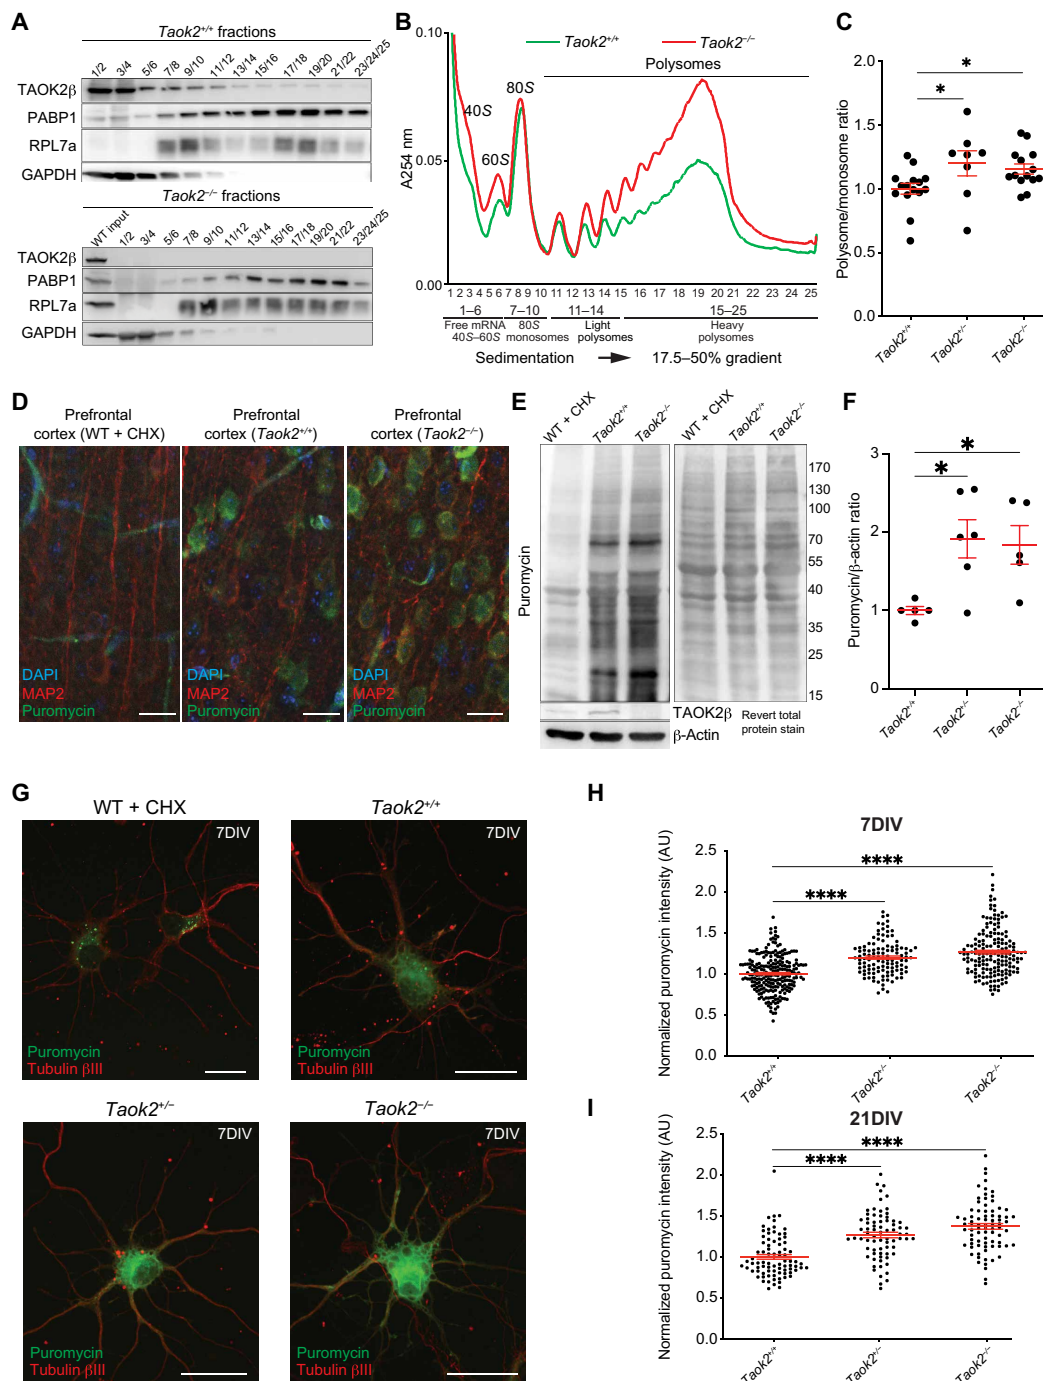 A
Taok2+/+ fractions
1/2 3/4 5/6 7/8 9/10 11/12 13/14 15/16 17/18 19/20 21/22 23/24/25
TAOK2β
PABP1
RPL7a
GAPDH
Taok2−/− fractions
WT input 1/2 3/4 5/6 7/8 9/10 11/12 13/14 15/16 17/18 19/20 21/22 23/24/25
TAOK2β
PABP1
RPL7a
GAPDH
B
Taok2+/+ Taok2−/−
Polysomes
0.10
0.05
0.00
A254 nm
40S
60S
80S
1 2 3 4 5 6 7 8 9 10 11 12 13 14 15 16 17 18 19 20 21 22 23 24 25
1–6 7–10 11–14 15–25
Free mRNA 80S Light Heavy
40S–60S monosomes polysomes polysomes
Sedimentation 17.5–50% gradient
C
Polysome/monosome ratio
2.0
1.5
1.0
0.5
0.0
* *
Taok2+/+ Taok2+/− Taok2−/−
D
Prefrontal cortex (WT + CHX)
Prefrontal cortex (Taok2+/+)
Prefrontal cortex (Taok2−/−)
DAPI
MAP2
Puromycin
DAPI
MAP2
Puromycin
DAPI
MAP2
Puromycin
E
WT + CHX Taok2+/+ Taok2−/− WT + CHX Taok2+/+ Taok2−/−
Puromycin
170
130
100
70
55
40
35
25
15
TAOK2β
β-Actin
Revert total
protein stain
F
Puromycin/β-actin ratio
3
2
1
0
* *
Taok2+/+ Taok2+/− Taok2−/−
G
WT + CHX
7DIV
Puromycin
Tubulin βIII
Taok2+/+
7DIV
Puromycin
Tubulin βIII
Taok2+/−
7DIV
Puromycin
Tubulin βIII
Taok2−/−
7DIV
Puromycin
Tubulin βIII
H
7DIV
Normalized puromycin intensity (AU)
2.5
2.0
1.5
1.0
0.5
0.0
****
****
Taok2+/+ Taok2+/− Taok2−/−
I
21DIV
Normalized puromycin intensity (AU)
2.5
2.0
1.5
1.0
0.5
0.0
****
****
Taok2+/+ Taok2+/− Taok2−/−